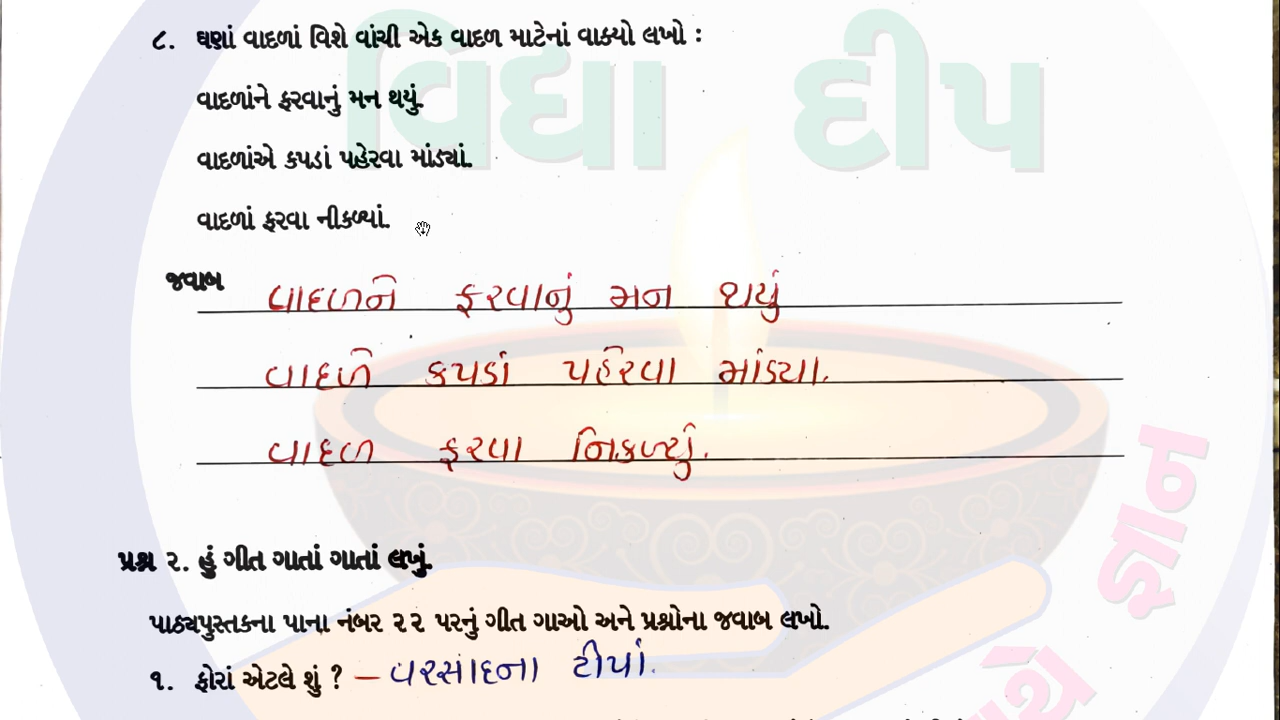 વિદ્યા દીપ
૮. ઘણાં વાદળાં વિશે વાંચી એક વાદળ માટેનાં વાક્યો લખો :
વાદળાંને ફરવાનું મન થયું.
વાદળાંએ કપડાં પહેરવા માંડ્યાં.
વાદળાં ફરવા નીકળ્યાં.
જવાબ વાદળને ફરવાનું મન થયું
વાદળે કપડાં પહેરવા માંડ્યા.
વાદળ ફરવા નિકળ્યું.
જ્ઞાન
પ્રશ્ન ૨. હું ગીત ગાતાં ગાતાં લખું.
પાઠ્યપુસ્તકના પાના નંબર ૨૨ પરનું ગીત ગાઓ અને પ્રશ્નોના જવાબ લખો.
૧. ફોરાં એટલે શું ? – વરસાદના ટીપાં.